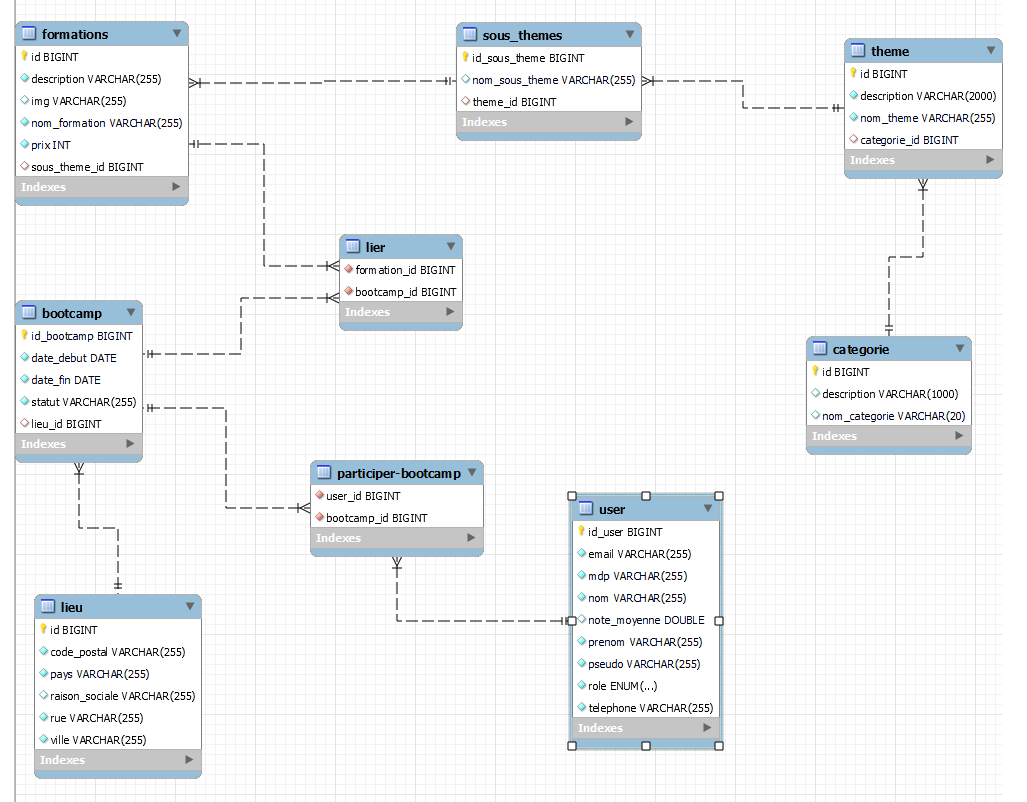 formations
id BIGINT
description VARCHAR(255)
img VARCHAR(255)
nom_formation VARCHAR(255)
prix INT
sous_theme_id BIGINT
Indexes
sous_themes
id_sous_theme BIGINT
nom_sous_theme VARCHAR(255)
theme_id BIGINT
Indexes
theme
id BIGINT
description VARCHAR(2000)
nom_theme VARCHAR(255)
categorie_id BIGINT
Indexes
lier
formation_id BIGINT
bootcamp_id BIGINT
Indexes
bootcamp
id_bootcamp BIGINT
date_debut DATE
date_fin DATE
statut VARCHAR(255)
lieu_id BIGINT
Indexes
categorie
id BIGINT
description VARCHAR(1000)
nom_categorie VARCHAR(20)
Indexes
participer-bootcamp
user_id BIGINT
bootcamp_id BIGINT
Indexes
user
id_user BIGINT
email VARCHAR(255)
mdp VARCHAR(255)
nom VARCHAR(255)
note_moyenne DOUBLE
prenom VARCHAR(255)
pseudo VARCHAR(255)
role ENUM(...)
telephone VARCHAR(255)
Indexes
lieu
id BIGINT
code_postal VARCHAR(255)
pays VARCHAR(255)
raison_sociale VARCHAR(255)
rue VARCHAR(255)
ville VARCHAR(255)
Indexes